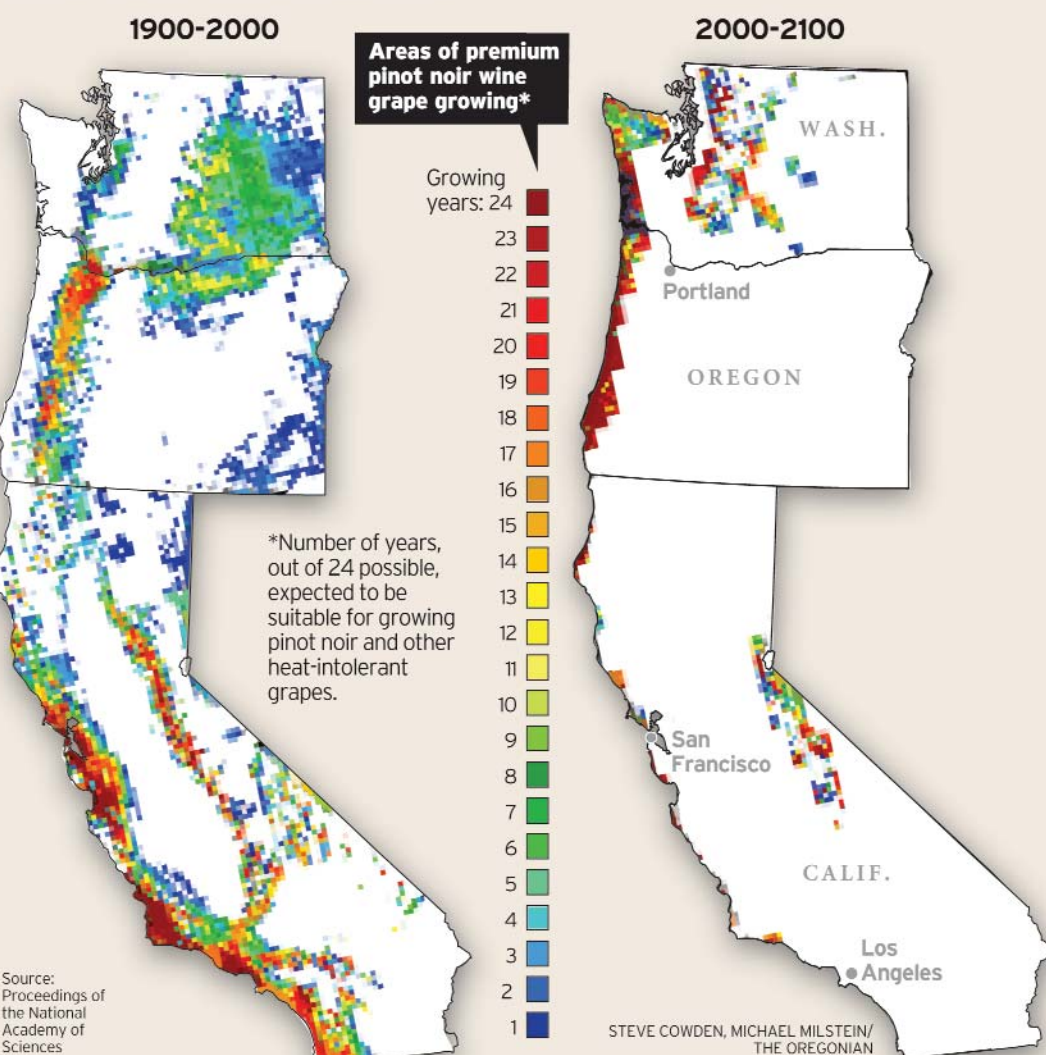 1900-2000
2000-2100
Areas of premium
pinot noir wine
grape growing*
Growing
years: 24
23
22
21
20
19
18
17
16
15
14
13
12
11
10
9
8
7
6
5
4
3
2
1
*Number of years,
out of 24 possible,
expected to be
suitable for growing
pinot noir and other
heat-intolerant
grapes.
WASH.
Portland
OREGON
San
Francisco
CALIF.
Los
Angeles
Source:
Proceedings of
the National
Academy of
Sciences
STEVE COWDEN, MICHAEL MILSTEIN/
THE OREGONIAN